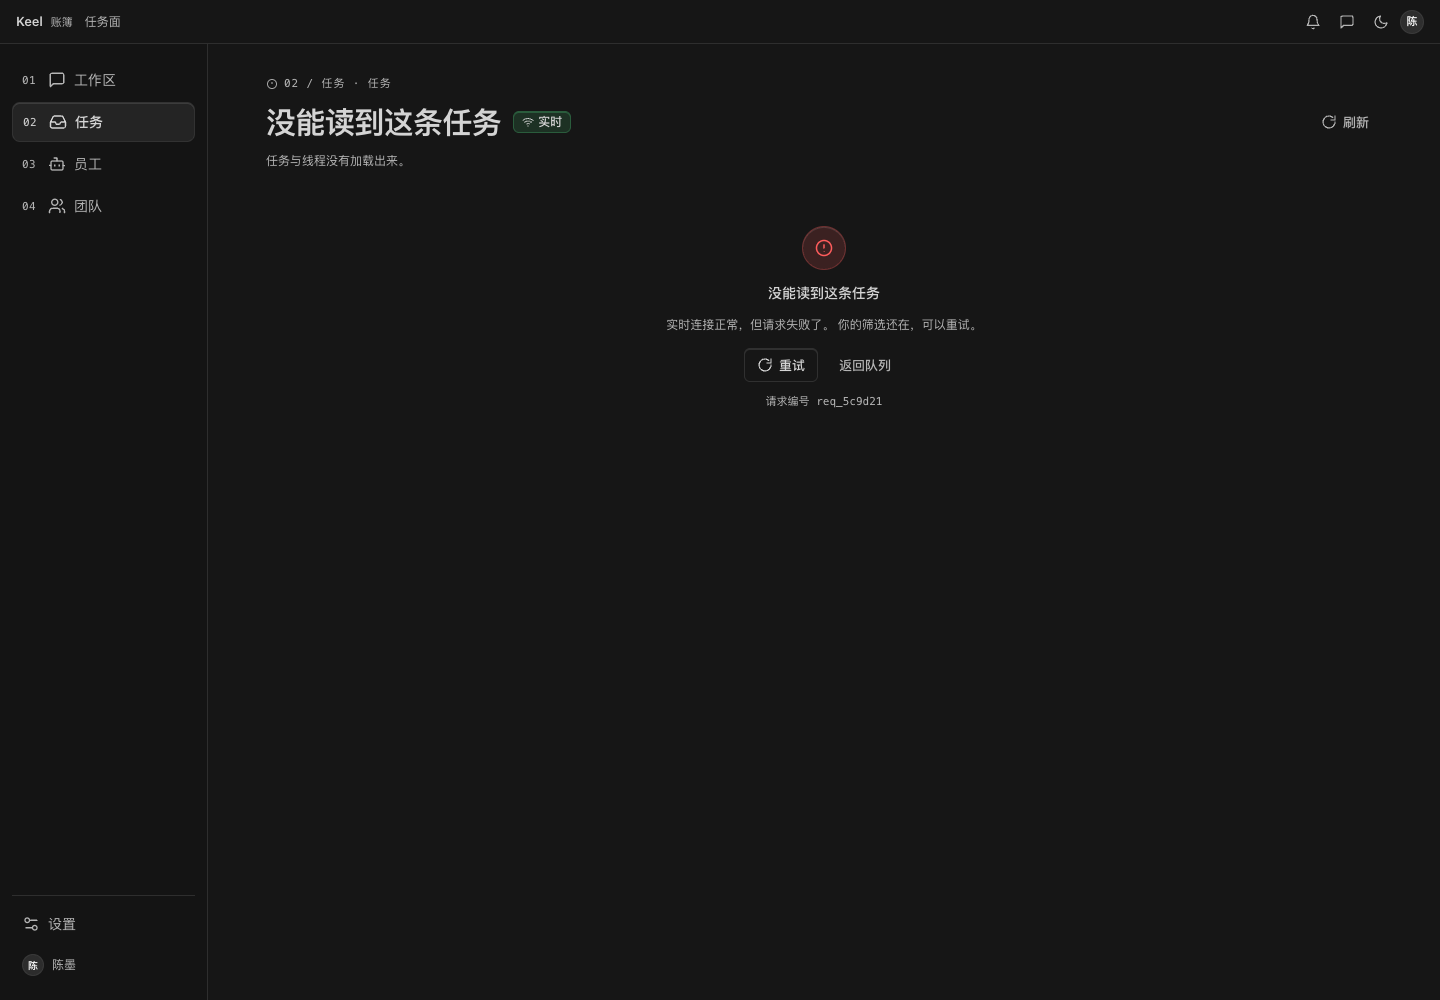 Keel 账簿 任务面
陈
01 工作区
02 任务
03 员工
04 团队
设置
陈 陈墨
02 / 任务 · 任务
没能读到这条任务 实时
刷新
任务与线程没有加载出来。
没能读到这条任务
实时连接正常，但请求失败了。 你的筛选还在，可以重试。
重试 返回队列
请求编号 req_5c9d21